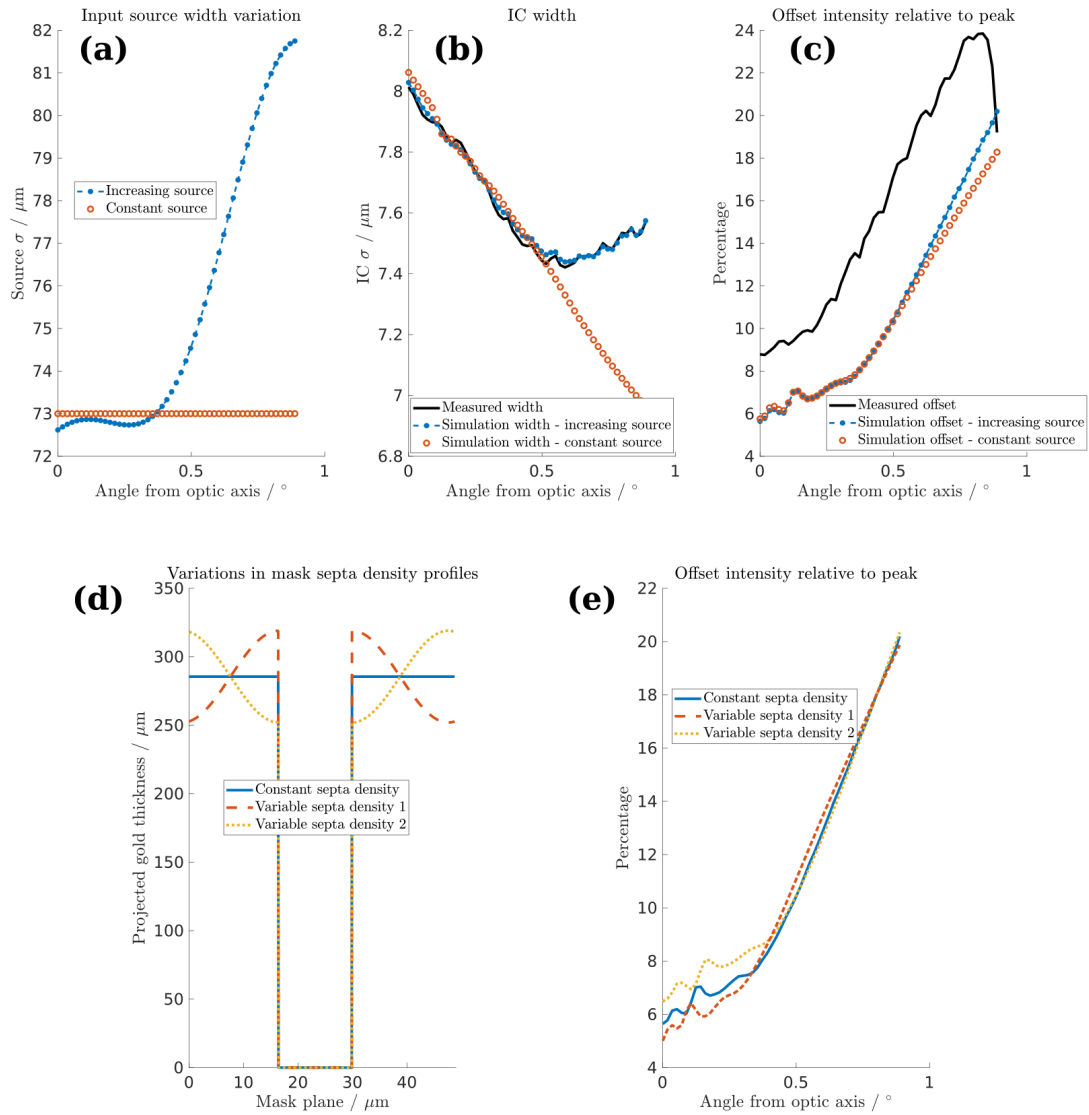 Input source width variation
(a)
82
81
80
79
78
77
76
75
74
73
72
0
0.5
1
Source σ / μm
Angle from optic axis / °
Increasing source
Constant source
IC width
(b)
8.2
8
7.8
7.6
7.4
7.2
7
6.8
0
0.5
1
IC σ / μm
Angle from optic axis / °
Measured width
Simulation width - increasing source
Simulation width - constant source
Offset intensity relative to peak
(c)
24
22
20
18
16
14
12
10
8
6
4
0
0.5
1
Percentage
Angle from optic axis / °
Measured offset
Simulation offset - increasing source
Simulation offset - constant source
Variations in mask septa density profiles
(d)
350
300
250
200
150
100
50
0
0
10
20
30
40
Projected gold thickness / μm
Mask plane / μm
Constant septa density
Variable septa density 1
Variable septa density 2
Offset intensity relative to peak
(e)
22
20
18
16
14
12
10
8
6
4
0
0.5
1
Percentage
Angle from optic axis / °
Constant septa density
Variable septa density 1
Variable septa density 2